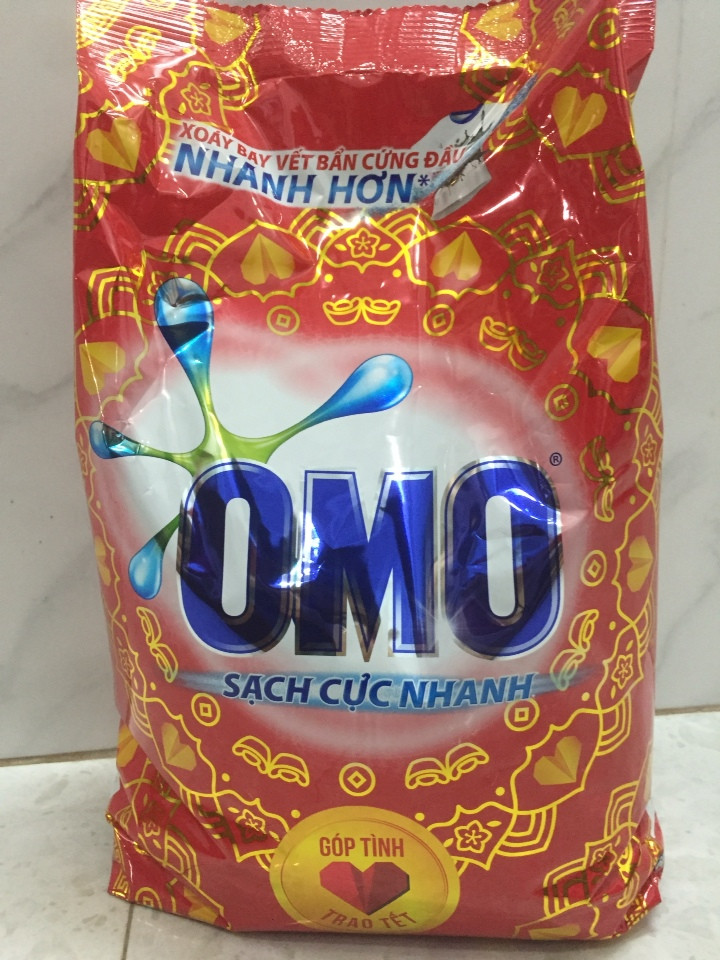 XOÁY BAY VẾT BẨN CỨNG ĐẦU
NHANH HƠN*
OMO®
SẠCH CỰC NHANH
GÓP TÌNH
TRAO TẾT